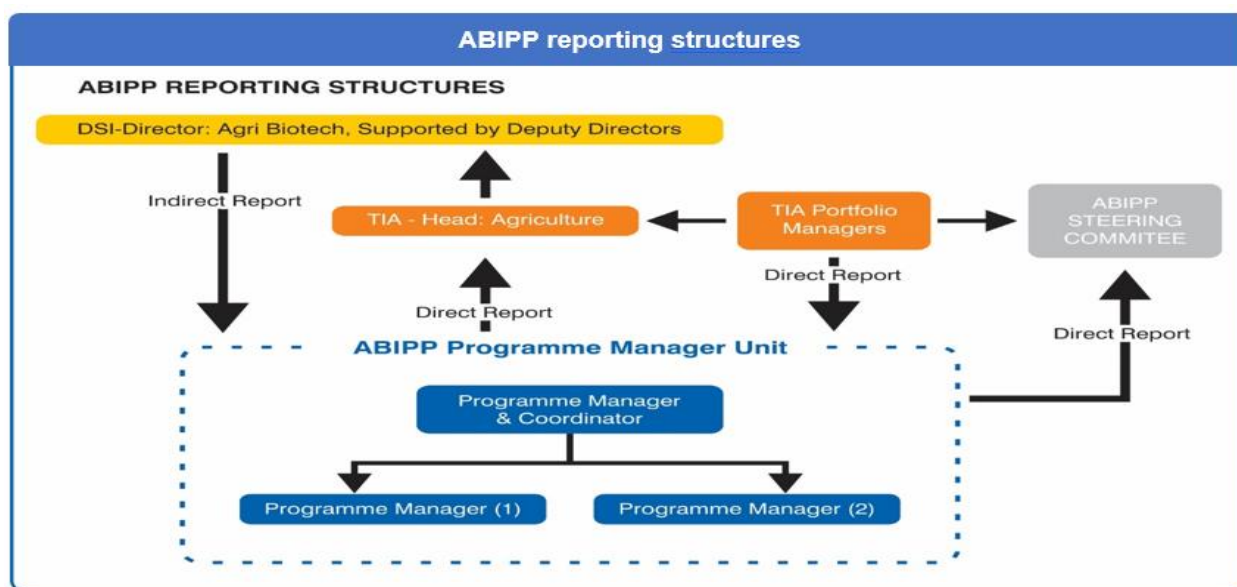 ABIPP reporting structures
ABIPP REPORTING STRUCTURES
DSI-Director: Agri Biotech, Supported by Deputy Directors
Indirect Report
TIA - Head: Agriculture
TIA Portfolio
Managers
ABIPP
STEERING
COMMITEE
Direct Report
Direct Report
Direct Report
ABIPP Programme Manager Unit
Programme Manager
& Coordinator
Programme Manager (1)
Programme Manager (2)